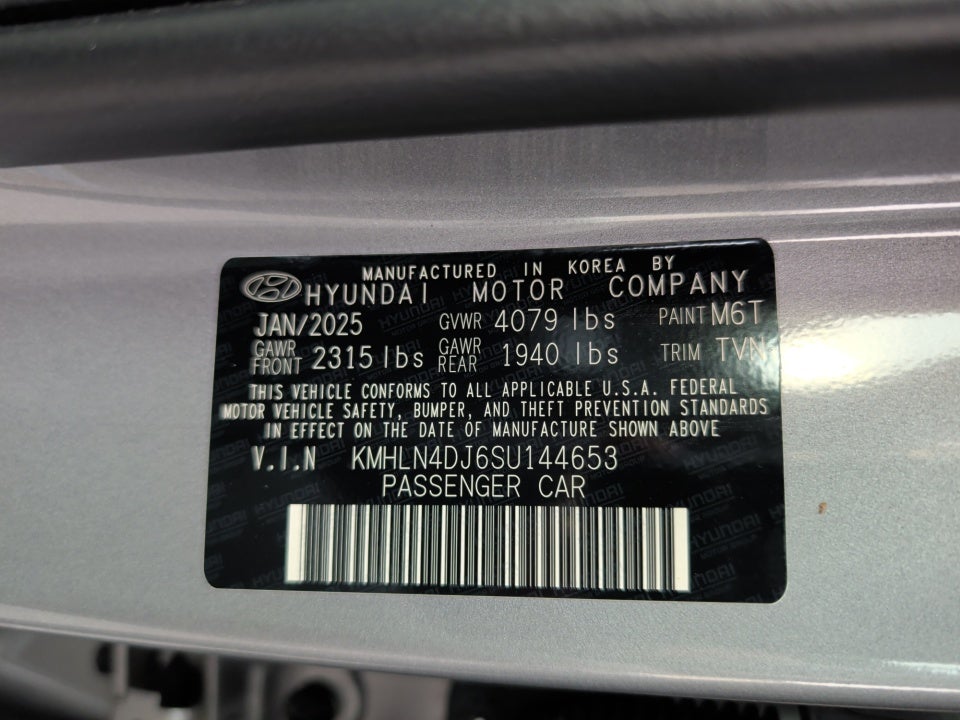 MANUFACTURED IN KOREA BY
HYUNDAI MOTOR COMPANY
JAN/2025 GVWR 4079 lbs PAINT M6T
GAWR FRONT 2315 lbs GAWR REAR 1940 lbs TRIM TVN
THIS VEHICLE CONFORMS TO ALL APPLICABLE U.S.A. FEDERAL
MOTOR VEHICLE SAFETY, BUMPER, AND THEFT PREVENTION STANDARDS
IN EFFECT ON THE DATE OF MANUFACTURE SHOWN ABOVE
V.I.N KMHLN4DJ6SU144653
PASSENGER CAR